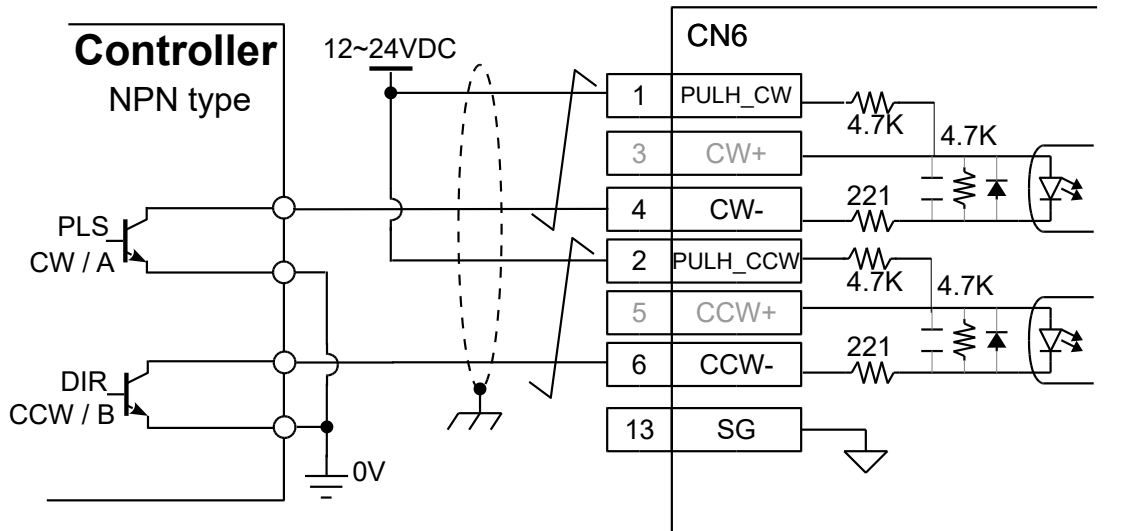 Controller
NPN type
12~24VDC
CN6
1 PULH_CW
4.7K
4.7K
3 CW+
221
4 CW-
PLS
CW / A
2 PULH_CCW
4.7K
4.7K
5 CCW+
221
6 CCW-
DIR
CCW / B
13 SG
0V